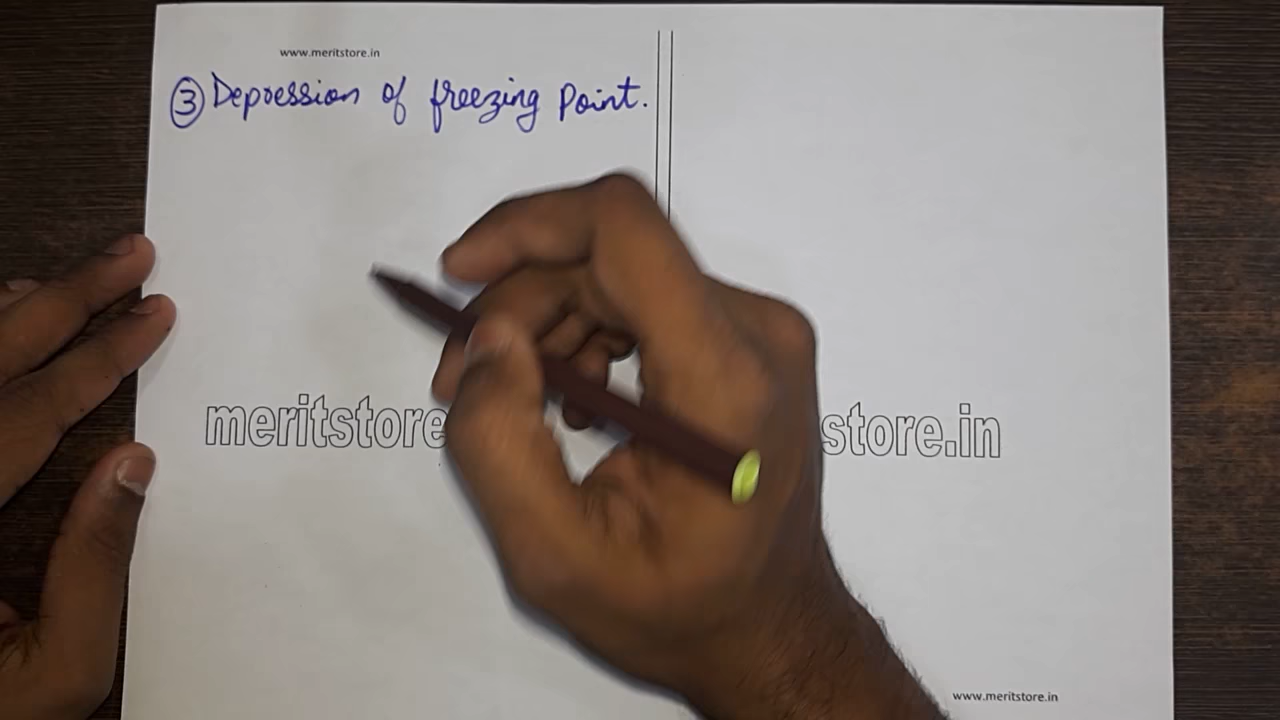 www.meritstore.in
③ Depression of freezing Point.
meritstore
store.in
www.meritstore.in